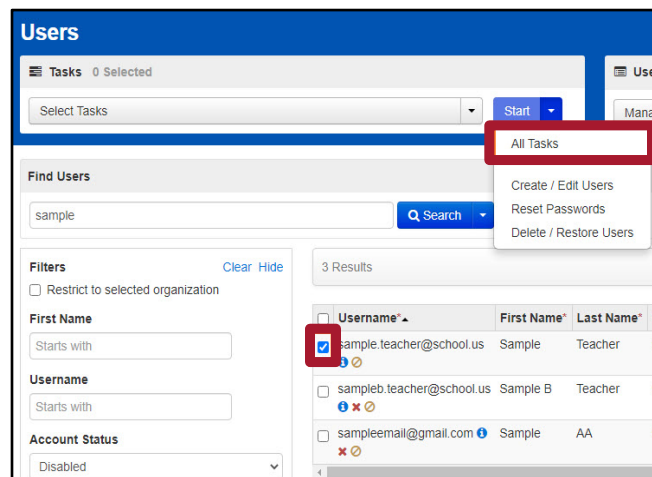 Users
Tasks 0 Selected
Use
Select Tasks
Start
Mana
All Tasks
Create / Edit Users
Reset Passwords
Delete / Restore Users
Find Users
sample
Search
Filters Clear Hide
Restrict to selected organization
First Name
Starts with
Username
Starts with
Account Status
Disabled
3 Results
Username* First Name* Last Name*
sample.teacher@school.us Sample Teacher
sampleb.teacher@school.us Sample B Teacher
sampleemail@gmail.com Sample AA